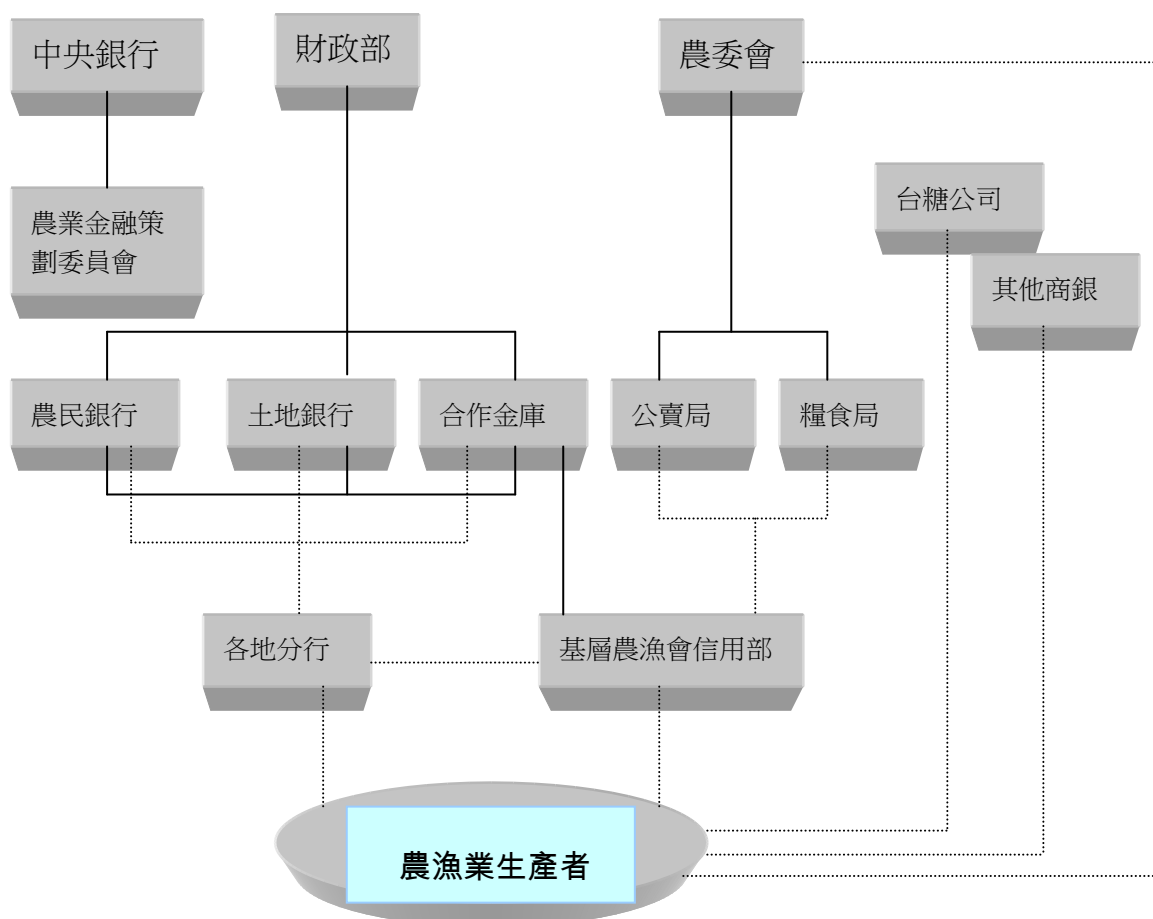 中央銀行
財政部
農委會
農業金融策
劃委員會
台糖公司
其他商銀
農民銀行
土地銀行
合作金庫
公賣局
糧食局
各地分行
基層農漁會信用部
農漁業生產者